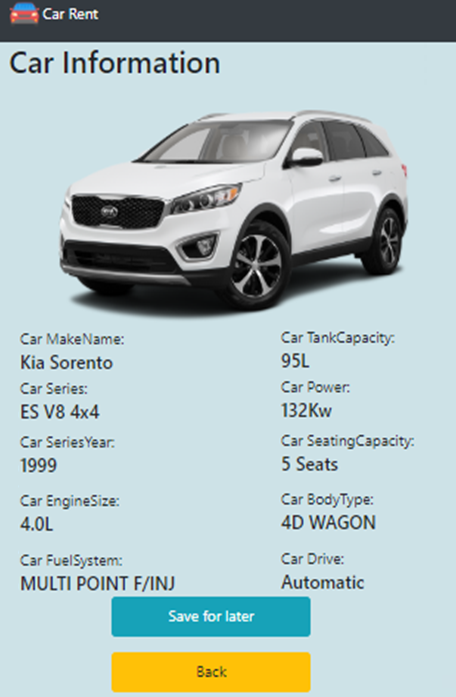 Car Rent
Car Information
Car MakeName:
Kia Sorento
Car Series:
ES V8 4x4
Car SeriesYear:
1999
Car EngineSize:
4.0L
Car FuelSystem:
MULTI POINT F/INJ
Car TankCapacity:
95L
Car Power:
132Kw
Car SeatingCapacity:
5 Seats
Car BodyType:
4D WAGON
Car Drive:
Automatic
Save for later
Back